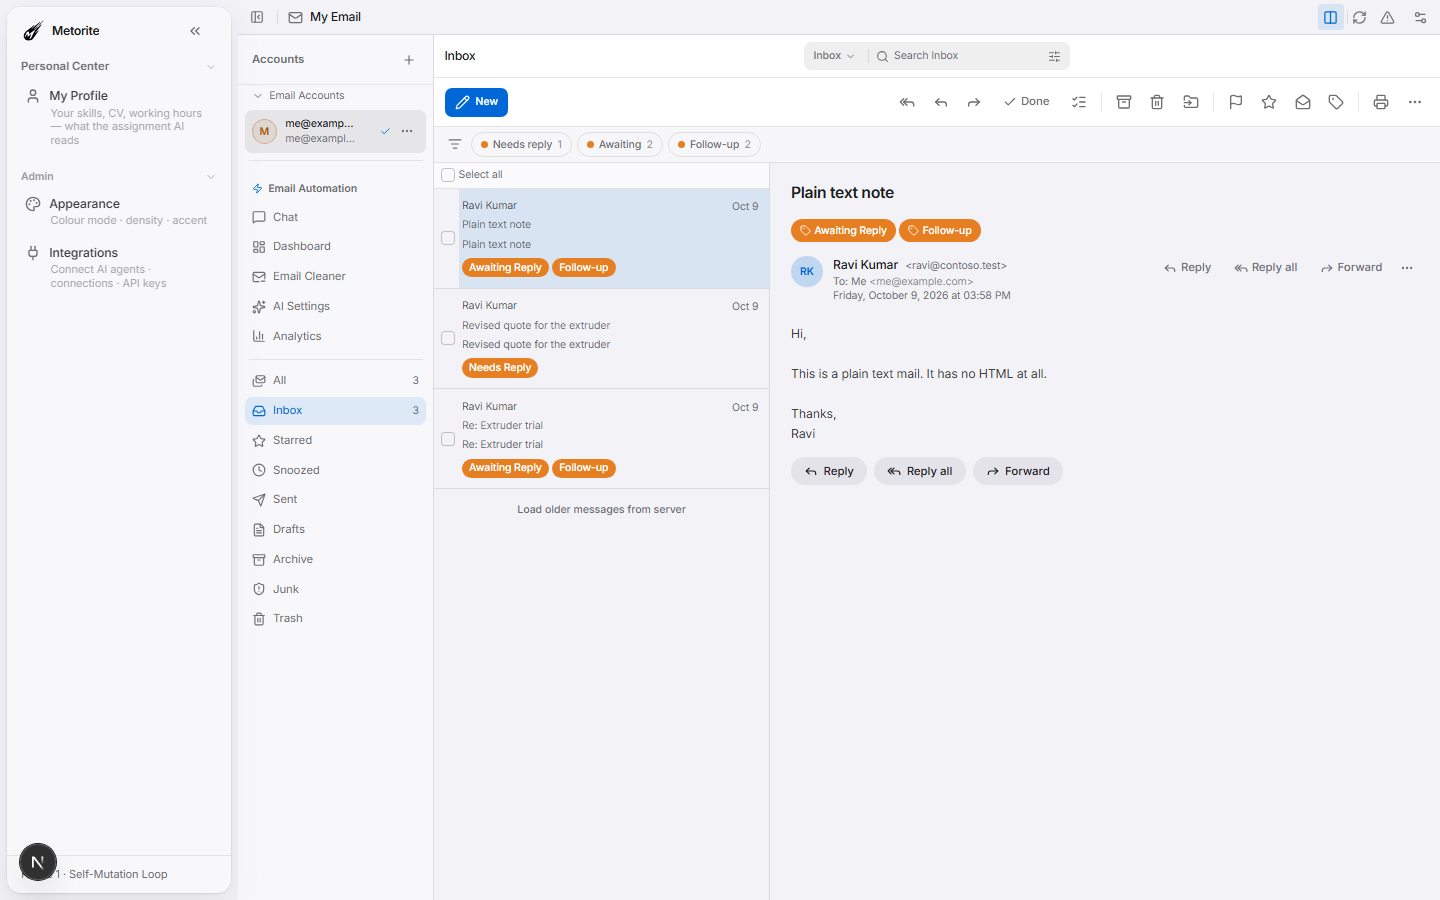 Metorite
Personal Center
My Profile
Your skills, CV, working hours
— what the assignment AI
reads
Admin
Appearance
Colour mode · density · accent
Integrations
Connect AI agents ·
connections · API keys
N
1 · Self-Mutation Loop
My Email
Accounts
Email Accounts
M
me@examp...
me@exampl...
Email Automation
Chat
Dashboard
Email Cleaner
AI Settings
Analytics
All 3
Inbox 3
Starred
Snoozed
Sent
Drafts
Archive
Junk
Trash
Inbox
Inbox
Search Inbox
New
Done
Needs reply 1
Awaiting 2
Follow-up 2
Select all
Ravi Kumar Oct 9
Plain text note
Plain text note
Awaiting Reply Follow-up
Ravi Kumar Oct 9
Revised quote for the extruder
Revised quote for the extruder
Needs Reply
Ravi Kumar Oct 9
Re: Extruder trial
Re: Extruder trial
Awaiting Reply Follow-up
Load older messages from server
Plain text note
Awaiting Reply Follow-up
RK
Ravi Kumar <ravi@contoso.test>
To: Me <me@example.com>
Friday, October 9, 2026 at 03:58 PM
Reply Reply all Forward
Hi,
This is a plain text mail. It has no HTML at all.
Thanks,
Ravi
Reply Reply all Forward